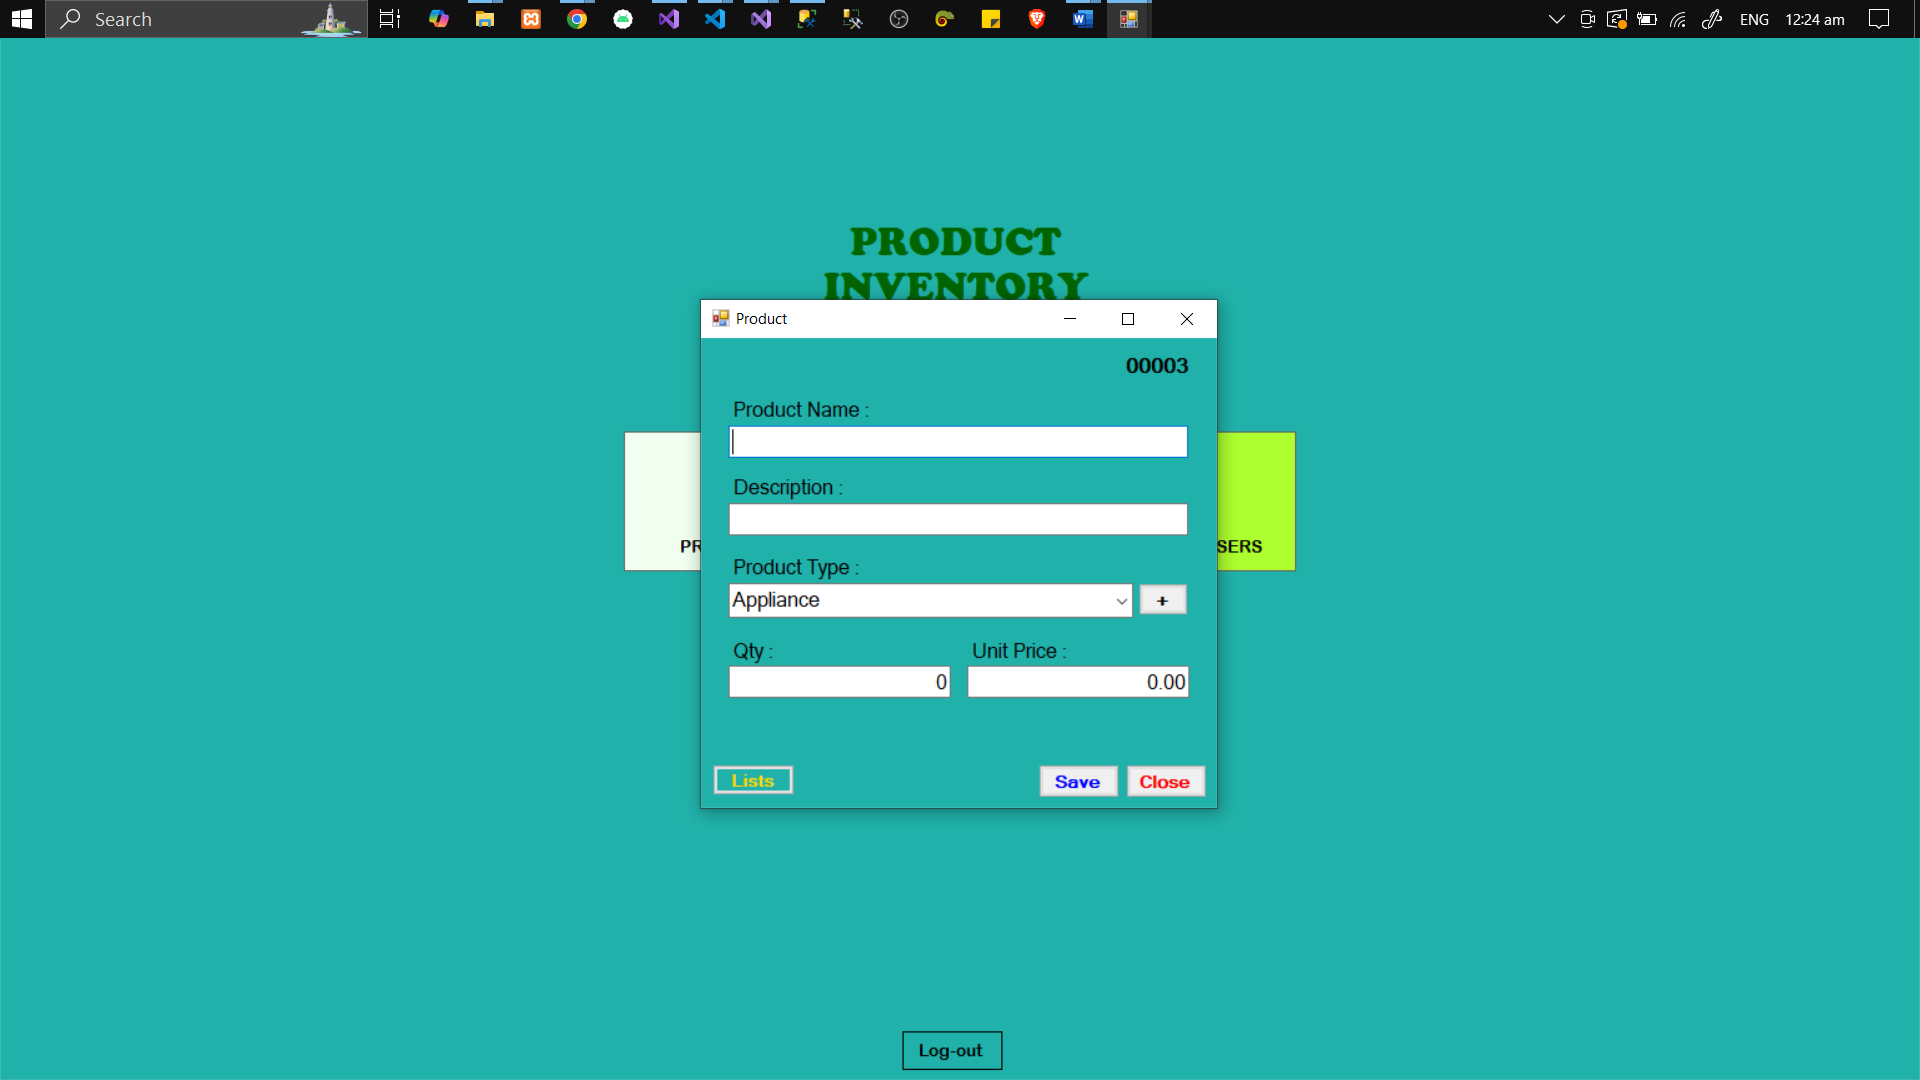 Search
ENG 12:24 am
PRODUCT
INVENTORY
Product
00003
Product Name :
Description :
Product Type :
Appliance
+
Qty :
Unit Price :
0
0.00
Lists
Save
Close
PR
SERS
Log-out